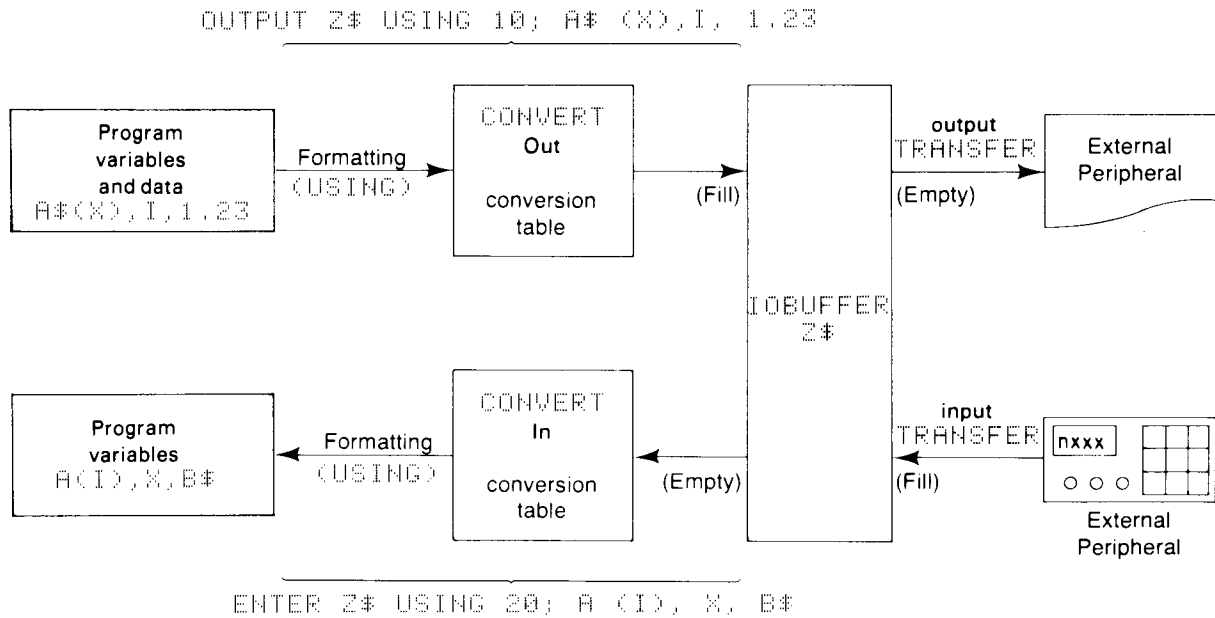 OUTPUT Z$ USING 10; A$ (X),I, 1.23
Program
variables
and data
A$(X),I,1.23
Formatting
(USING)
CONVERT
Out
conversion
table
(Fill)
IOBUFFER
Z$
output
TRANSFER
(Empty)
External
Peripheral
Program
variables
A(I),X,B$
Formatting
(USING)
CONVERT
In
conversion
table
(Empty)
input
TRANSFER
(Fill)
nxxx
External
Peripheral
ENTER Z$ USING 20; A (I), X, B$